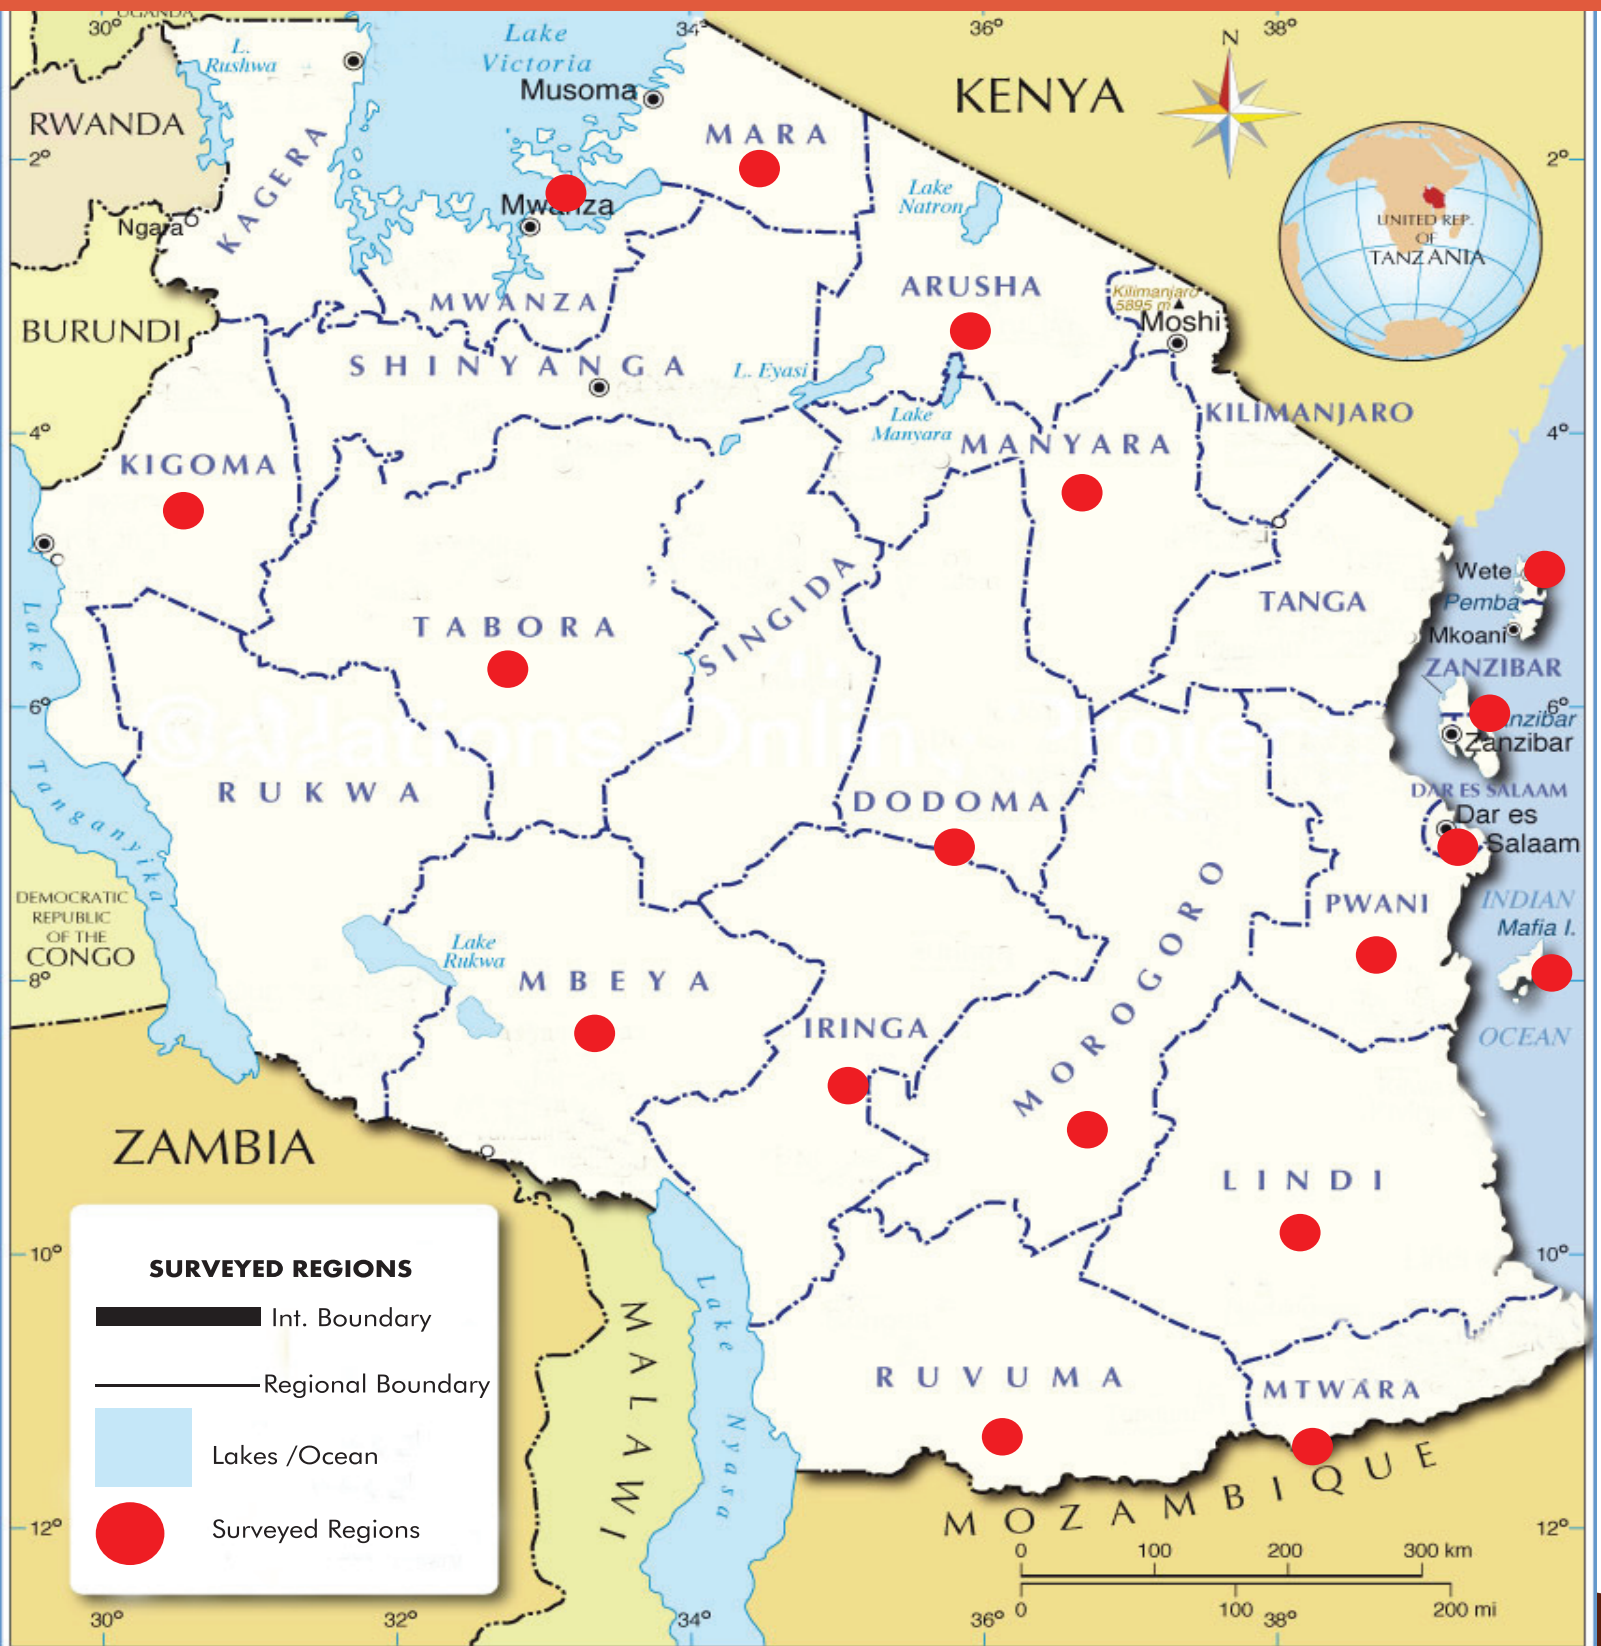 UGANDA
30°
34°
36°
38°
N
L.
Rushwa
Lake
Victoria
Musoma
KENYA
RWANDA
MARA
2°
2°
KAGERA
Lake
Natron
Mwanza
Ngara
UNITED REP.
OF
TANZANIA
ARUSHA
Kilimanjaro
5895 m
Moshi
MWANZA
BURUNDI
SHINYANGA
L. Eyasi
Lake
Manyara
KILIMANJARO
4°
4°
MANYARA
KIGOMA
Wete
Pemba
Mkoani
TANGA
SINGIDA
TABORA
ZANZIBAR
6°
6°
nzibar
Zanzibar
Lake
Tanganyika
RUKWA
DODOMA
DAR ES SALAAM
Dar es
Salaam
DEMOCRATIC
REPUBLIC
OF THE
CONGO
PWANI
INDIAN
Mafia I.
MOROGORO
Lake
Rukwa
MBEYA
8°
IRINGA
OCEAN
ZAMBIA
LINDI
10°
10°
SURVEYED REGIONS
Int. Boundary
Regional Boundary
Lakes /Ocean
Surveyed Regions
MALAWI
Lake
Nyasa
RUVUMA
MTWARA
MOZAMBIQUE
12°
12°
0
100
200
300 km
0
100
200 mi
30°
32°
34°
36°
38°